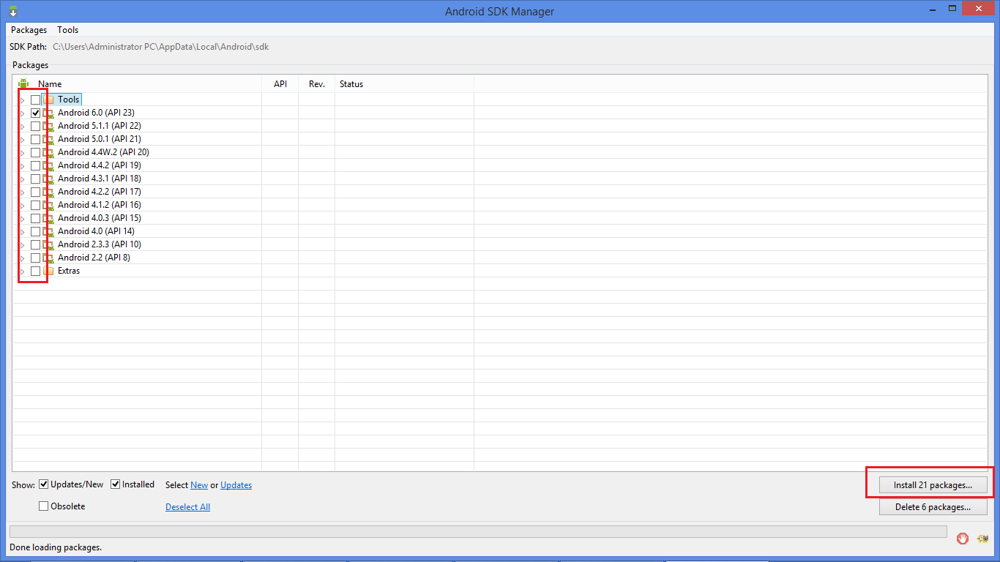 Android SDK Manager
Packages Tools
SDK Path: C:\Users\Administrator PC\AppData\Local\Android\sdk
Packages
Name API Rev. Status
Tools
Android 6.0 (API 23)
Android 5.1.1 (API 22)
Android 5.0.1 (API 21)
Android 4.4W.2 (API 20)
Android 4.4.2 (API 19)
Android 4.3.1 (API 18)
Android 4.2.2 (API 17)
Android 4.1.2 (API 16)
Android 4.0.3 (API 15)
Android 4.0 (API 14)
Android 2.3.3 (API 10)
Android 2.2 (API 8)
Extras
Show: Updates/New Installed Select New or Updates Install 21 packages...
Obsolete Deselect All Delete 6 packages...
Done loading packages.